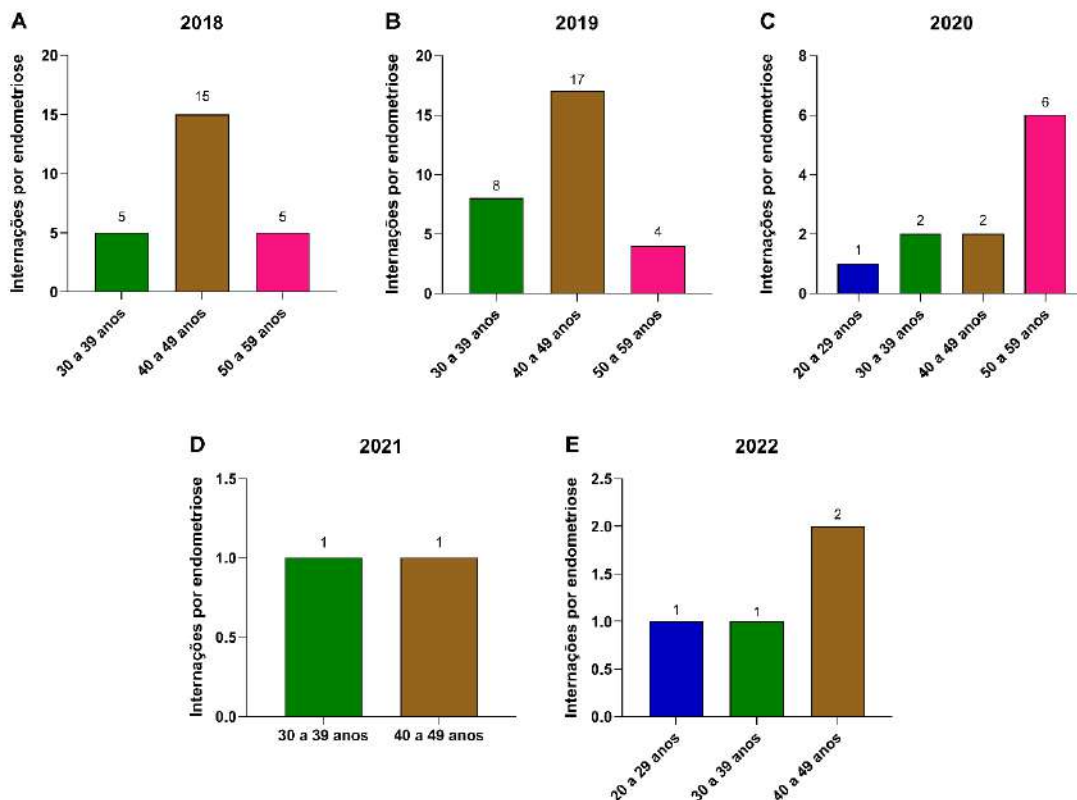 A
2018
Internações por endometriose
20
15
10
5
0
5
15
5
30 a 39 anos
40 a 49 anos
50 a 59 anos
B
2019
Internações por endometriose
20
15
10
5
0
8
17
4
30 a 39 anos
40 a 49 anos
50 a 59 anos
C
2020
Internações por endometriose
8
6
4
2
0
1
2
2
6
20 a 29 anos
30 a 39 anos
40 a 49 anos
50 a 59 anos
D
2021
Internações por endometriose
1.5
1.0
0.5
0.0
1
1
30 a 39 anos
40 a 49 anos
E
2022
Internações por endometriose
2.5
2.0
1.5
1.0
0.5
0.0
1
1
2
20 a 29 anos
30 a 39 anos
40 a 49 anos